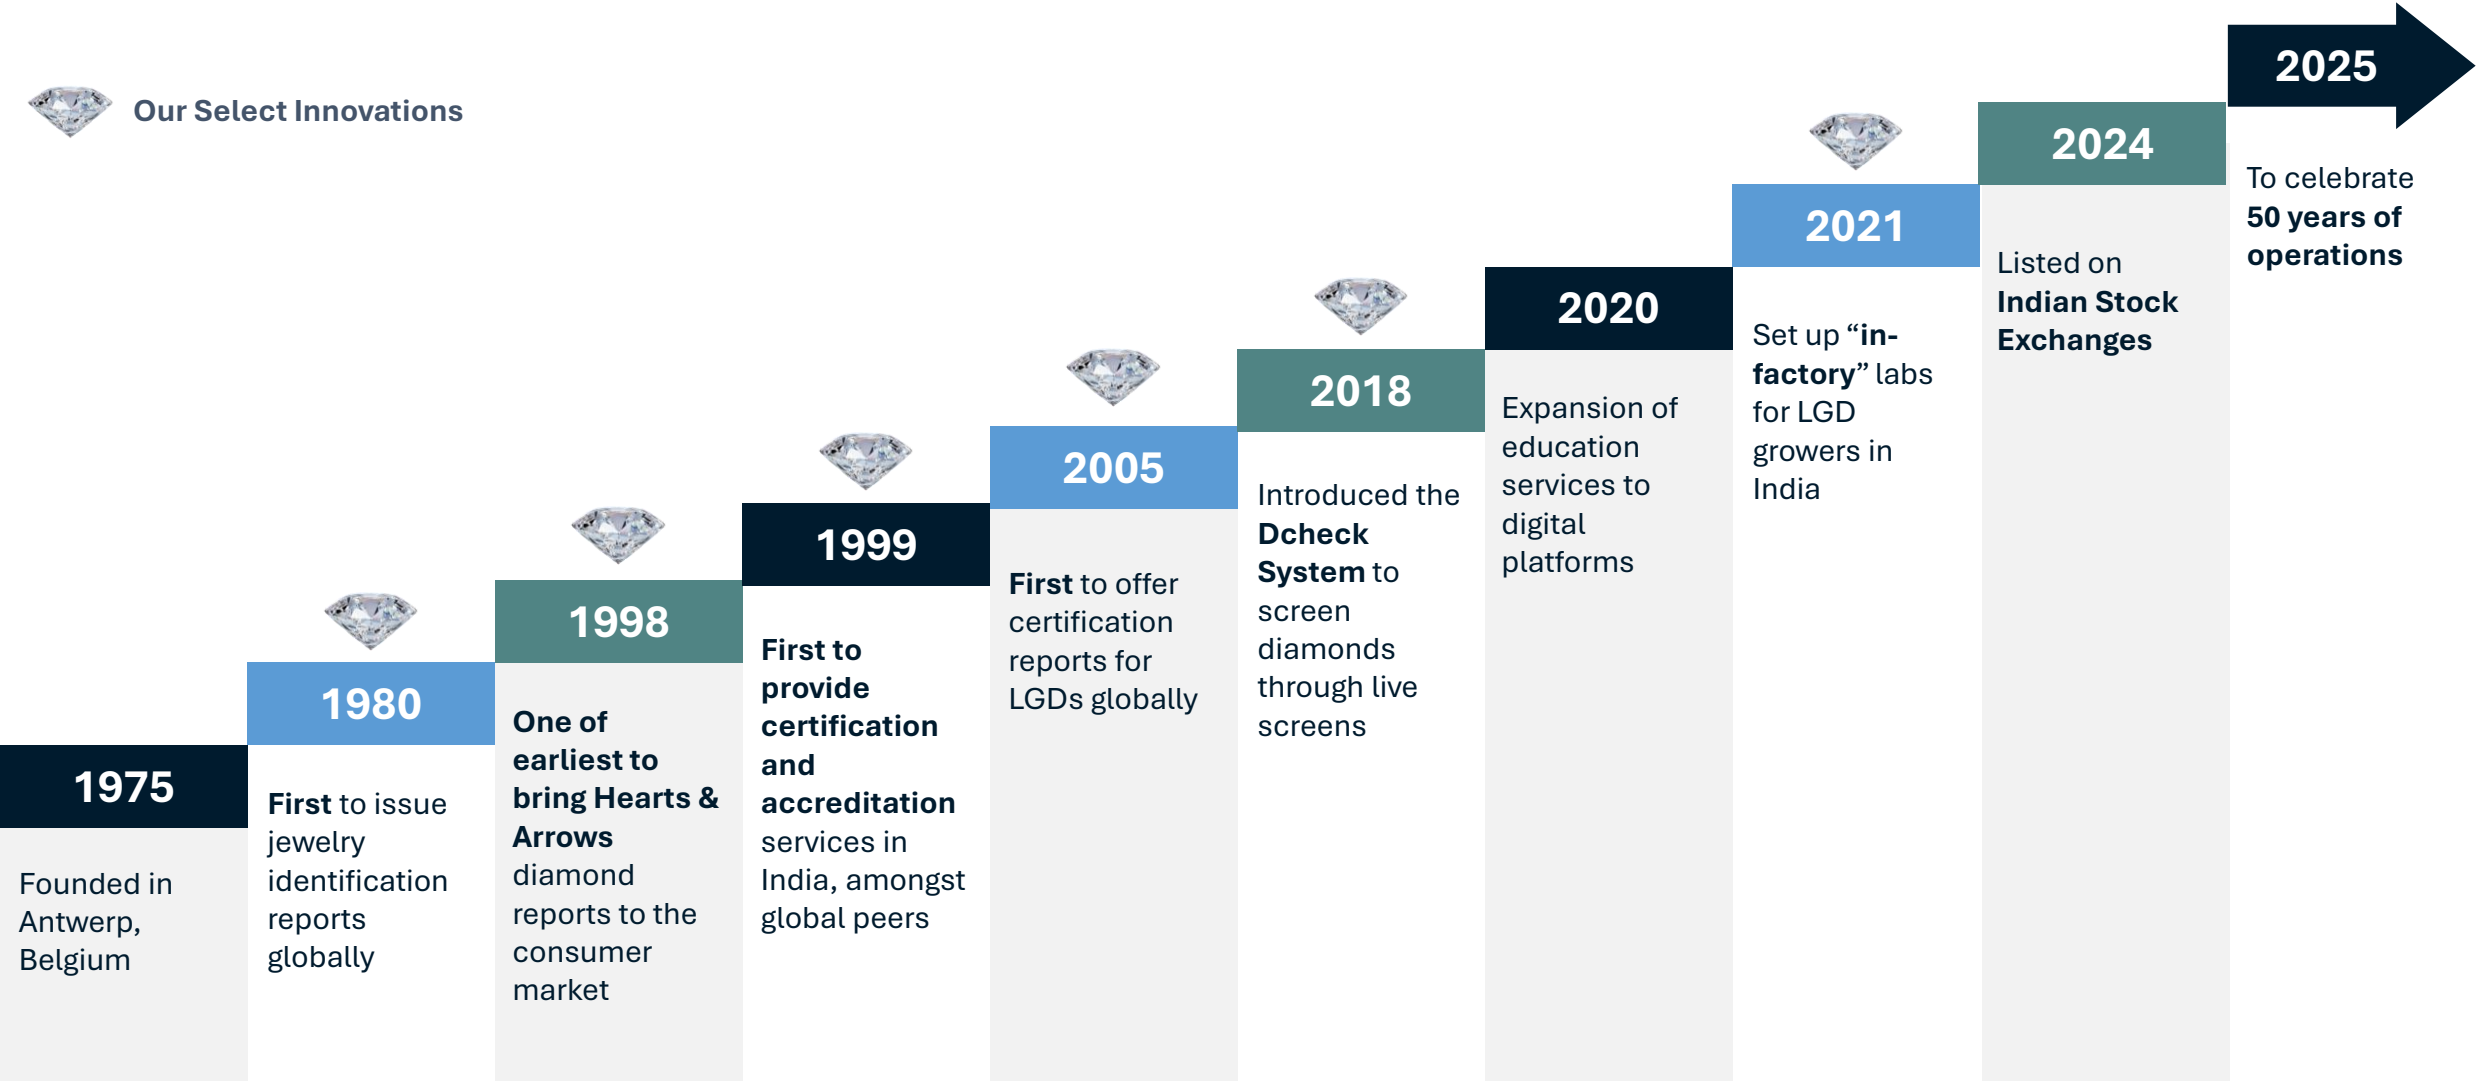 Our Select Innovations
1975
Founded in
Antwerp,
Belgium
1980
First to issue
jewelry
identification
reports
globally
1998
One of
earliest to
bring Hearts &
Arrows
diamond
reports to the
consumer
market
1999
First to
provide
certification
and
accreditation
services in
India, amongst
global peers
2005
First to offer
certification
reports for
LGDs globally
2018
Introduced the
Dcheck
System to
screen
diamonds
through live
screens
2020
Expansion of
education
services to
digital
platforms
2021
Set up “in-
factory” labs
for LGD
growers in
India
2024
Listed on
Indian Stock
Exchanges
2025
To celebrate
50 years of
operations